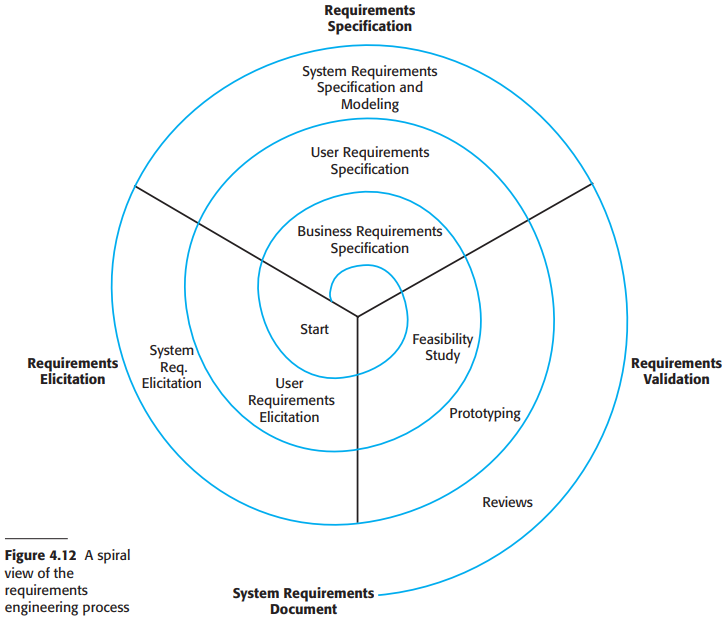 Requirements
Specification
System Requirements
Specification and
Modeling
User Requirements
Specification
Business Requirements
Specification
Start
Feasibility
Study
System
Req.
Elicitation
Requirements
Elicitation
Requirements
Validation
User
Requirements
Elicitation
Prototyping
Reviews
Figure 4.12 A spiral
view of the
requirements
engineering process
System Requirements
Document